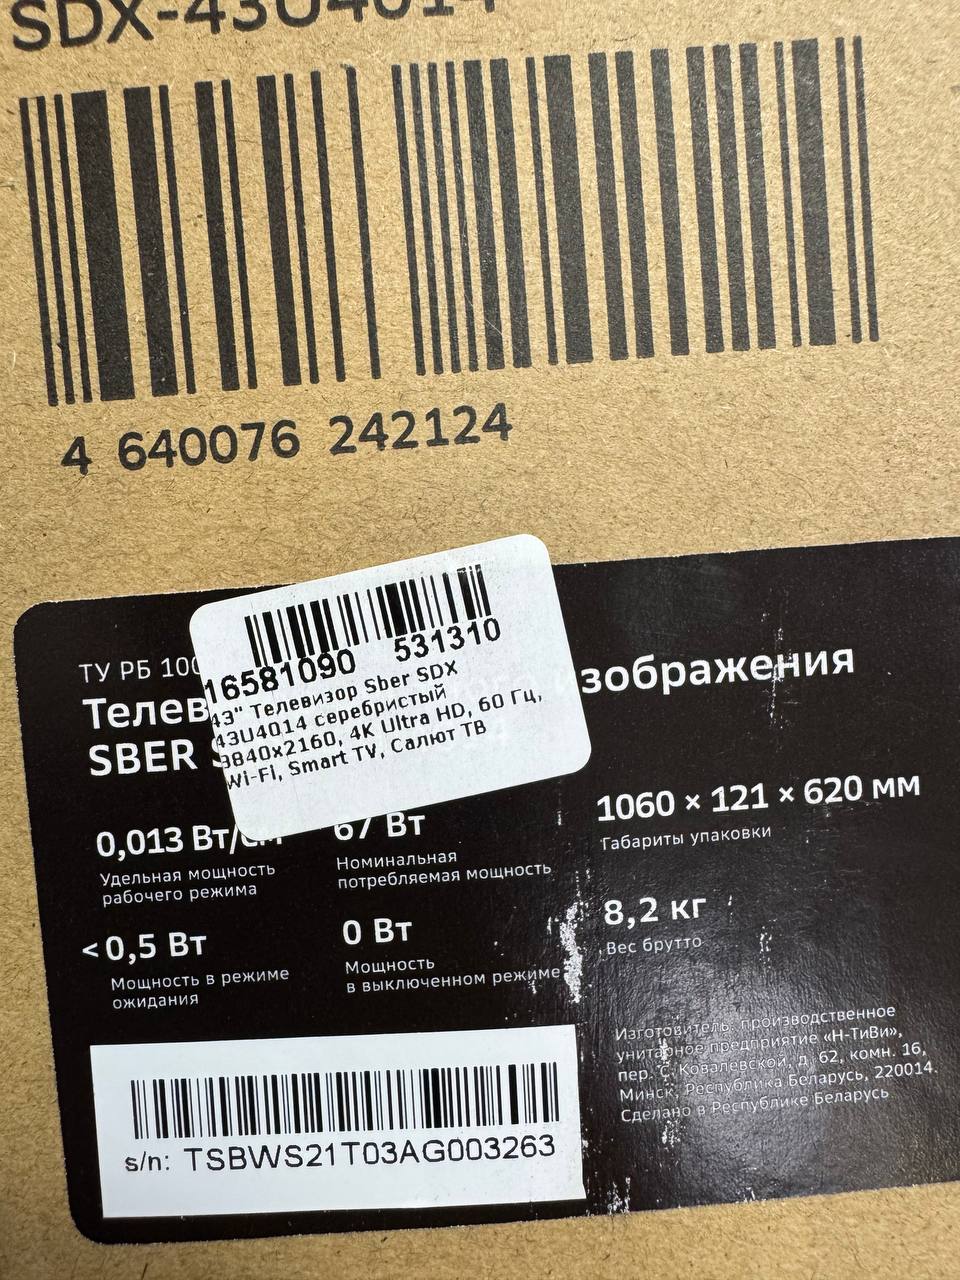 SDX-43U4014
4 640076 242124
16581090 531310
43" Телевизор Sber SDX
43U4014 серебристый
3840x2160, 4K Ultra HD, 60 Гц,
Wi-Fi, Smart TV, Салют ТВ
ТУ РБ
Телев зображения
SBER
1060 × 121 × 620 мм
Габариты упаковки
0,013 Вт/см
Удельная мощность
рабочего режима
67 Вт
Номинальная
потребляемая мощность
8,2 кг
Вес брутто
<0,5 Вт
Мощность в режиме
ожидания
0 Вт
Мощность
в выключенном режиме
Изготовитель: производственное
унитарное предприятие «Н-ТиВи»,
пер. С. Ковалевской, д. 62, комн. 16,
Минск, Республика Беларусь, 220014.
Сделано в Республике Беларусь
s/n: TSBWS21T03AG003263